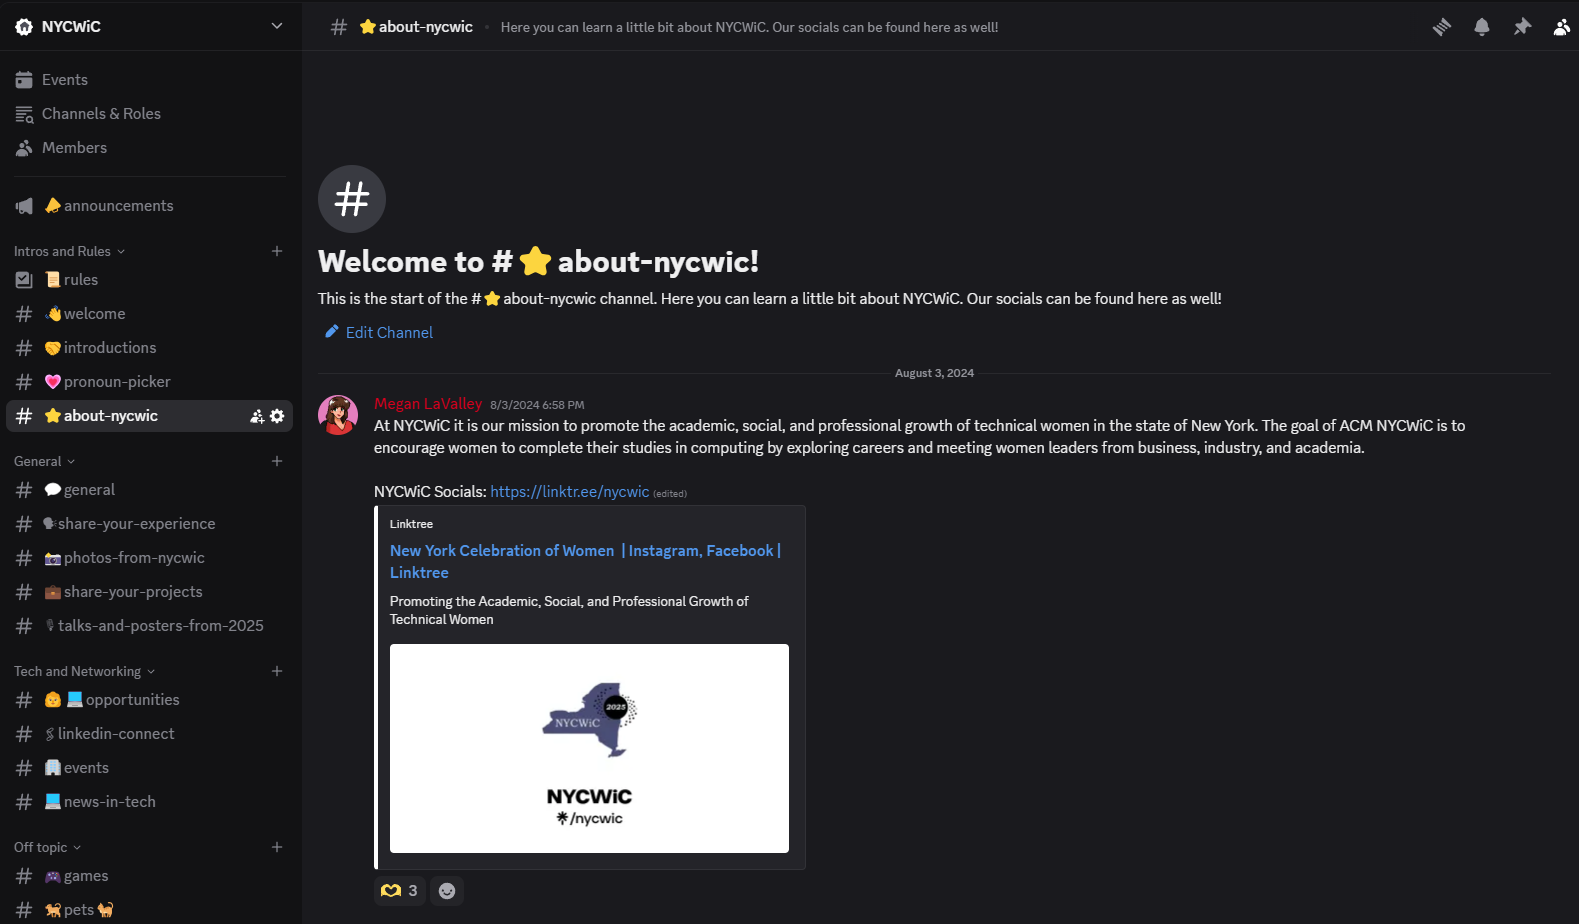 NYCWiC
Events
Channels & Roles
Members
📣announcements
Intros and Rules
📜rules
👋welcome
🤝introductions
💗pronoun-picker
⭐about-nycwic
General
💬general
🗣share-your-experience
📸photos-from-nycwic
💼share-your-projects
🎙talks-and-posters-from-2025
Tech and Networking
opportunities
🖇linkedin-connect
🏢events
💻news-in-tech
Off topic
🎮games
🐕pets🐈
⭐about-nycwic • Here you can learn a little bit about NYCWiC. Our socials can be found here as well!
#
Welcome to #⭐about-nycwic!
This is the start of the #⭐about-nycwic channel. Here you can learn a little bit about NYCWiC. Our socials can be found here as well!
Edit Channel
August 3, 2024
Megan LaValley 8/3/2024 6:58 PM
At NYCWiC it is our mission to promote the academic, social, and professional growth of technical women in the state of New York. The goal of ACM NYCWiC is to
encourage women to complete their studies in computing by exploring careers and meeting women leaders from business, industry, and academia.
NYCWiC Socials: https://linktr.ee/nycwic (edited)
Linktree
New York Celebration of Women | Instagram, Facebook |
Linktree
Promoting the Academic, Social, and Professional Growth of
Technical Women
2025
NYCWiC
NYCWiC
/nycwic
3